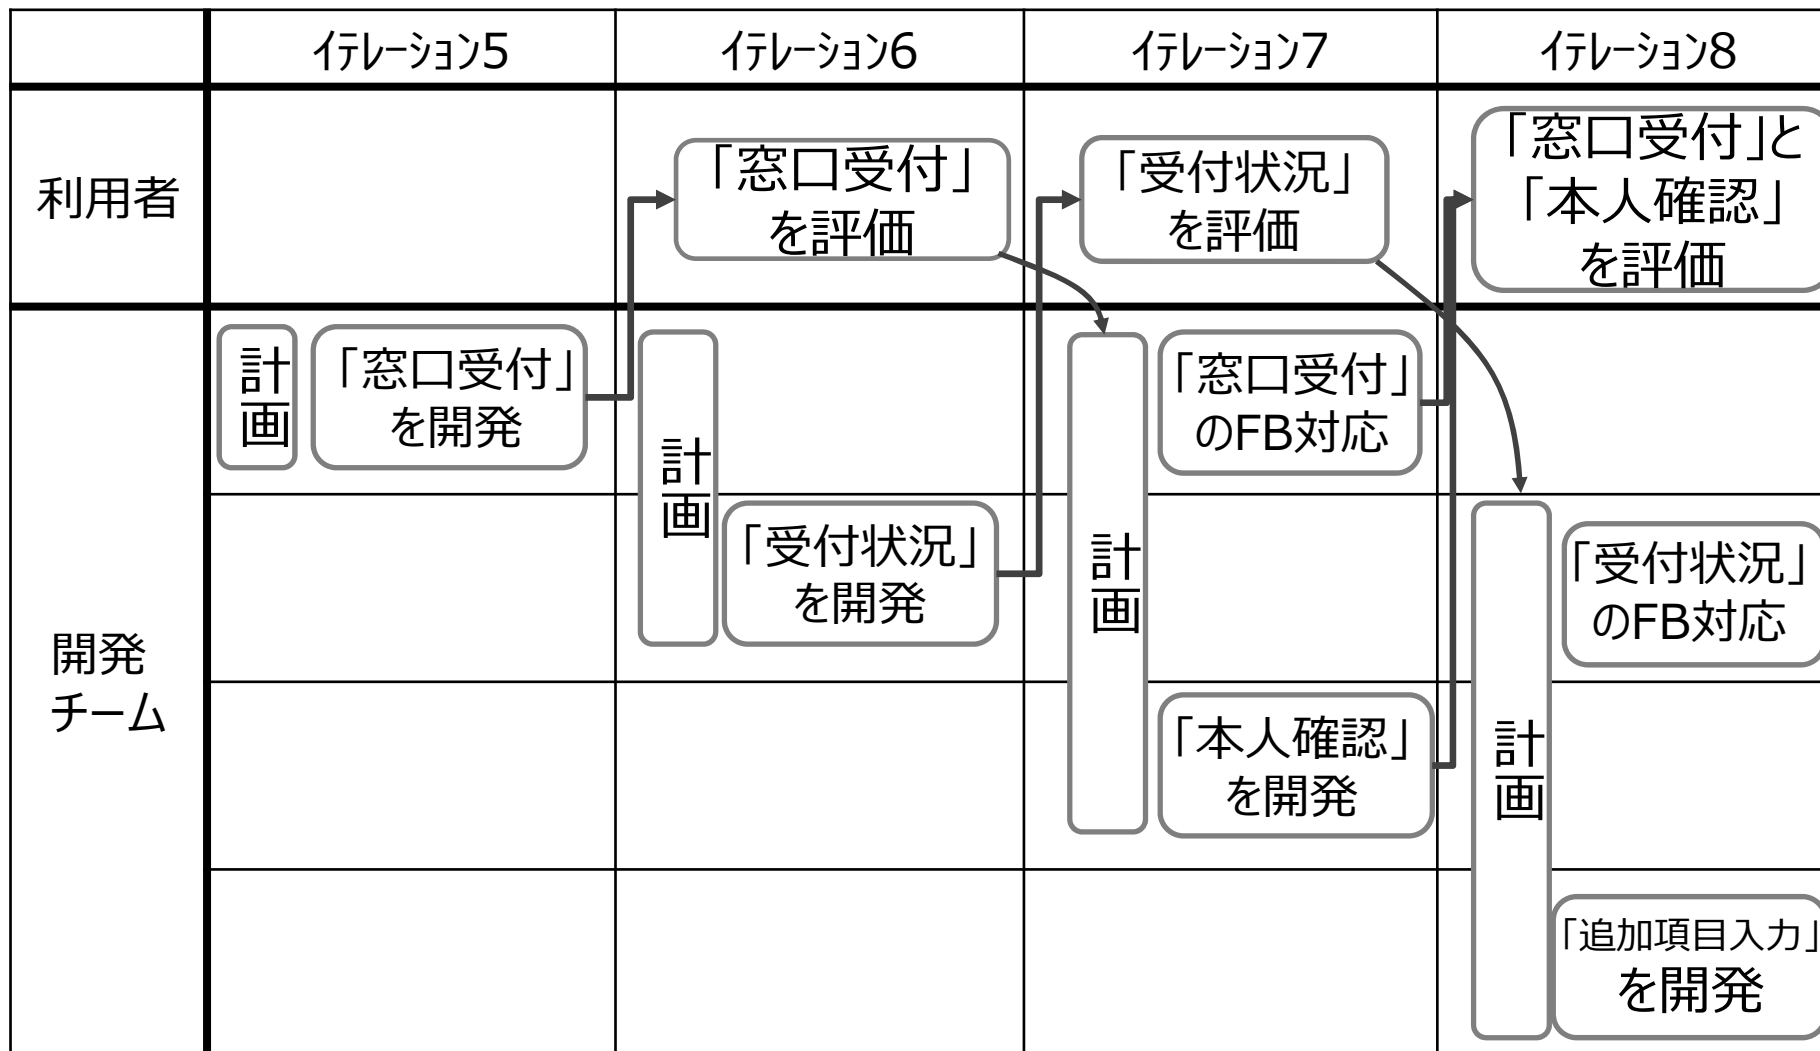 イテレーション5
イテレーション6
イテレーション7
イテレーション8
利用者
「窓口受付」
を評価
「受付状況」
を評価
「窓口受付」と
「本人確認」
を評価
開発
チーム
計画
「窓口受付」
を開発
計画
「受付状況」
を開発
計画
「窓口受付」
のFB対応
「本人確認」
を開発
計画
「受付状況」
のFB対応
「追加項目入力」
を開発